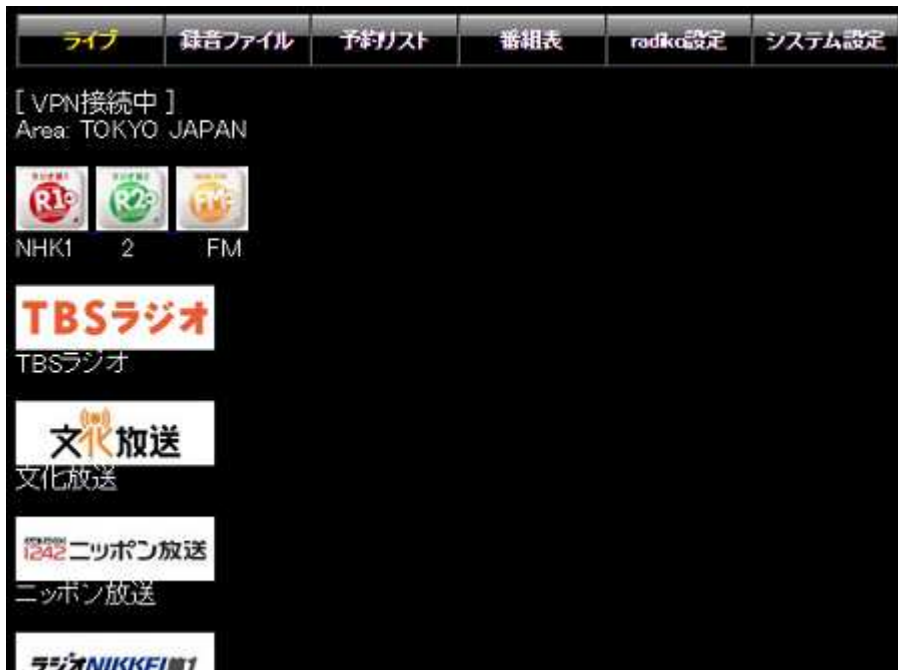 ライブ 録音ファイル 予約リスト 番組表 radiko設定 システム設定
[ VPN接続中 ]
Area: TOKYO JAPAN
R1 R2 FM
NHK1 2 FM
TBSラジオ
TBSラジオ
文化放送
文化放送
1242 ニッポン放送
ニッポン放送
ラジオNIKKEI第1